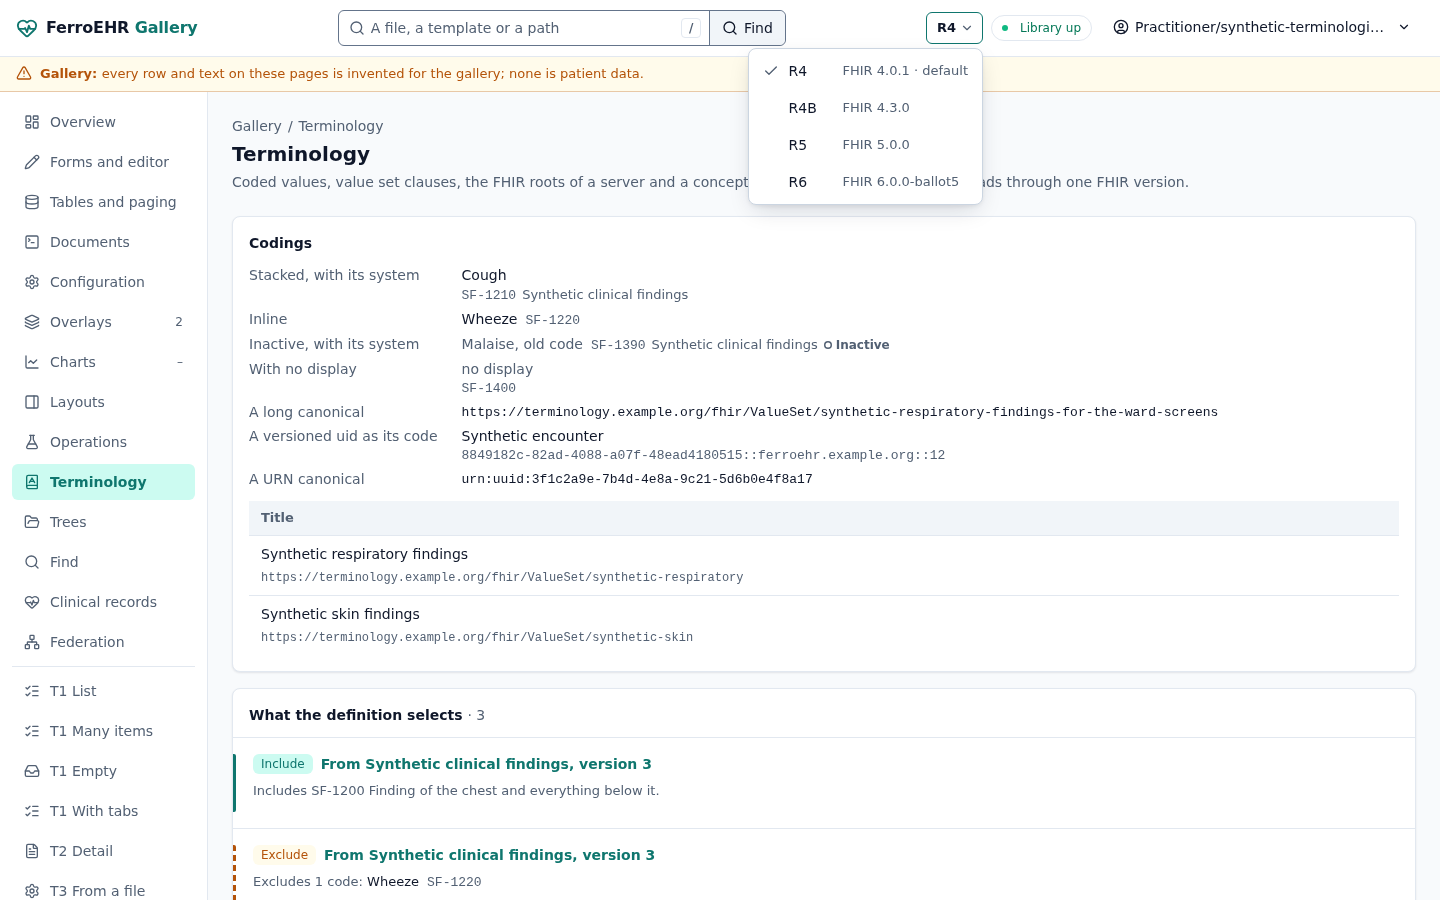 FerroEHR Gallery
A file, a template or a path
/
Find
R4
Library up
Practitioner/synthetic-terminologi...
Gallery: every row and text on these pages is invented for the gallery; none is patient data.
R4 FHIR 4.0.1 · default
R4B FHIR 4.3.0
R5 FHIR 5.0.0
R6 FHIR 6.0.0-ballot5
Overview
Forms and editor
Tables and paging
Documents
Configuration
Overlays 2
Charts –
Layouts
Operations
Terminology
Trees
Find
Clinical records
Federation
T1 List
T1 Many items
T1 Empty
T1 With tabs
T2 Detail
T3 From a file
Gallery / Terminology
Terminology
Coded values, value set clauses, the FHIR roots of a server and a concept ads through one FHIR version.
Codings
Stacked, with its system Cough
SF-1210 Synthetic clinical findings
Inline Wheeze SF-1220
Inactive, with its system Malaise, old code SF-1390 Synthetic clinical findings Inactive
With no display no display
SF-1400
A long canonical https://terminology.example.org/fhir/ValueSet/synthetic-respiratory-findings-for-the-ward-screens
A versioned uid as its code Synthetic encounter
8849182c-82ad-4088-a07f-48ead4180515::ferroehr.example.org::12
A URN canonical urn:uuid:3f1c2a9e-7b4d-4e8a-9c21-5d6b0e4f8a17
Title
Synthetic respiratory findings
https://terminology.example.org/fhir/ValueSet/synthetic-respiratory
Synthetic skin findings
https://terminology.example.org/fhir/ValueSet/synthetic-skin
What the definition selects · 3
Include From Synthetic clinical findings, version 3
Includes SF-1200 Finding of the chest and everything below it.
Exclude From Synthetic clinical findings, version 3
Excludes 1 code: Wheeze SF-1220